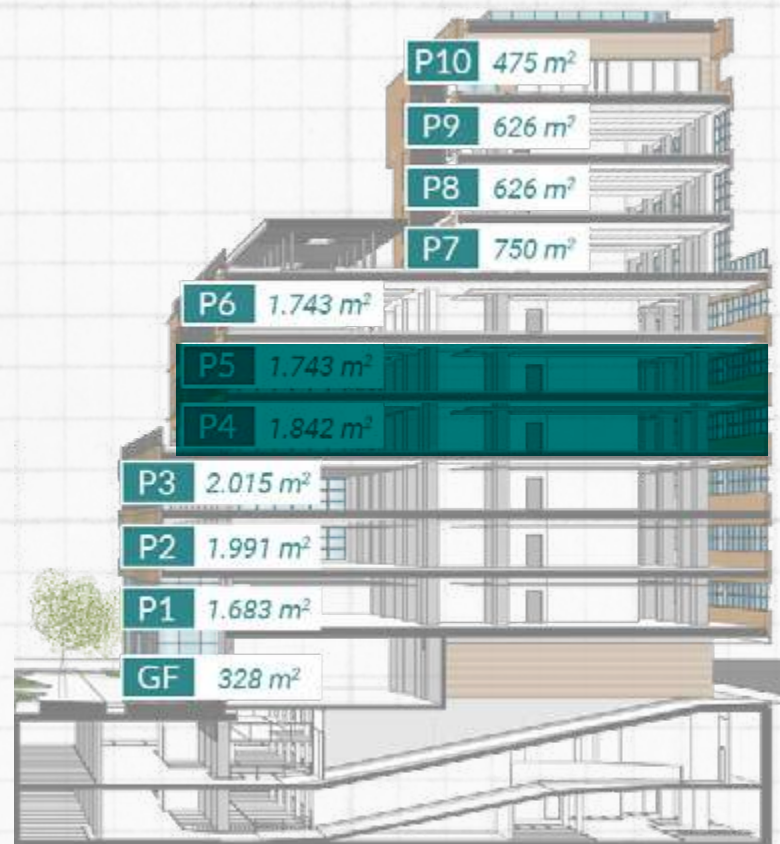 P10 475 m²
P9 626 m²
P8 626 m²
P7 750 m²
P6 1.743 m²
P5 1.743 m²
P4 1.842 m²
P3 2.015 m²
P2 1.991 m²
P1 1.683 m²
GF 328 m²